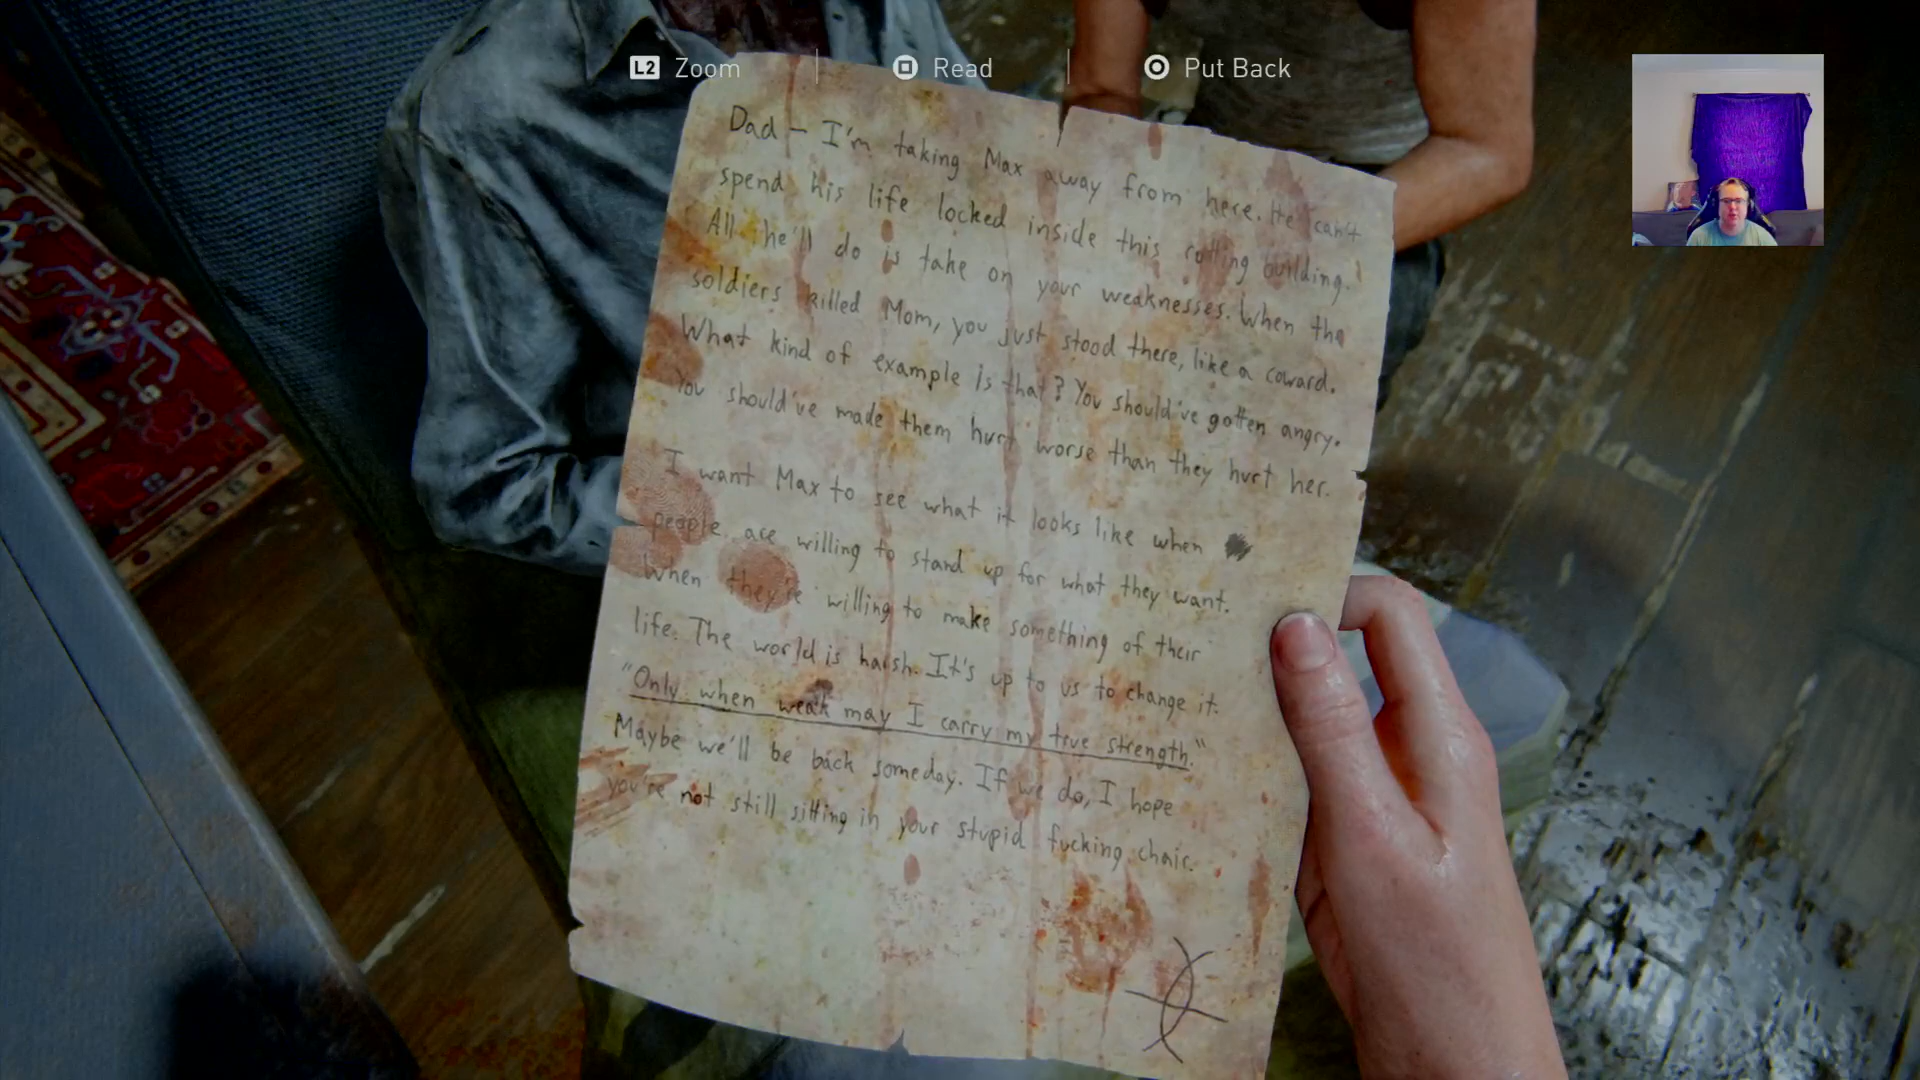 L2 Zoom Read Put Back
Dad - I'm taking Max away from here. He can't
spend his life locked inside this rotting building.
All he'll do is take on your weaknesses. When the
soldiers killed Mom, you just stood there, like a coward.
What kind of example is that? You should've gotten angry.
You should've made them hurt worse than they hurt her.
I want Max to see what it looks like when
people are willing to stand up for what they want.
When they're willing to make something of their
life. The world is harsh. It's up to us to change it.
"Only when weak may I carry my true strength."
Maybe we'll be back someday. If we do, I hope
you're not still sitting in your stupid fucking chair.